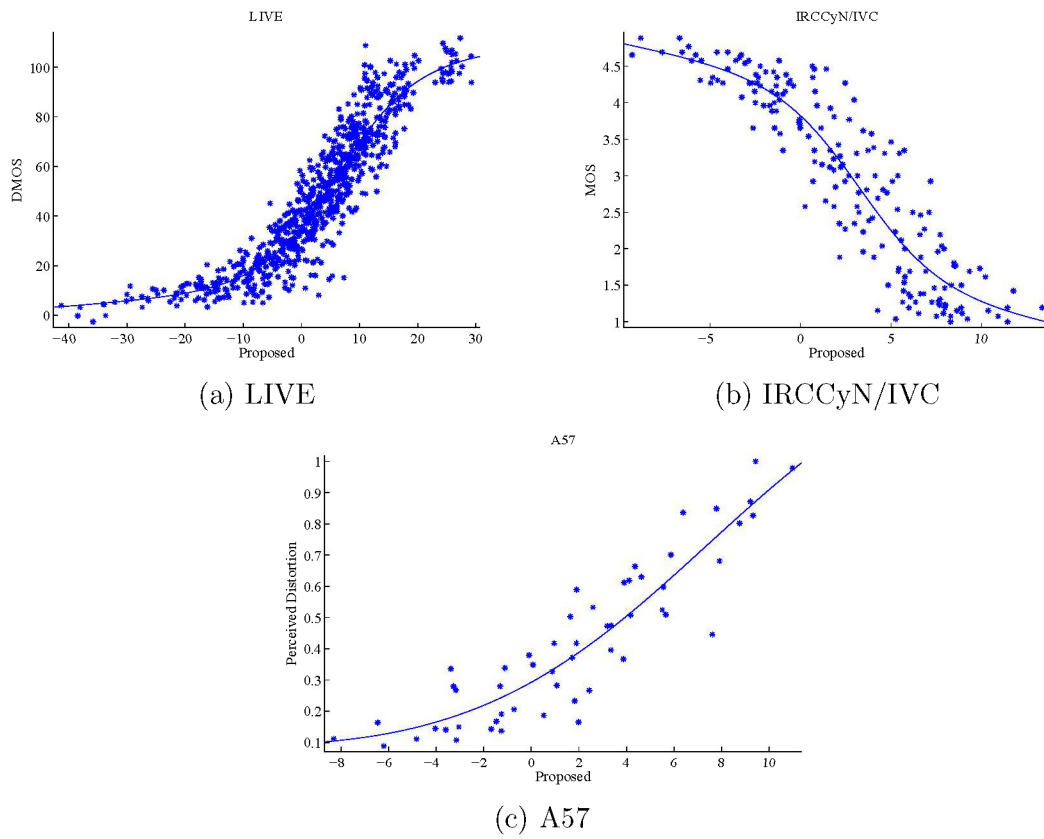 LIVE
100
80
60
40
20
0
DMOS
−40 −30 −20 −10 0 10 20 30
Proposed
(a) LIVE
IRCCyN/IVC
4.5
4
3.5
3
2.5
2
1.5
1
MOS
−5 0 5 10
Proposed
(b) IRCCyN/IVC
A57
1
0.9
0.8
0.7
0.6
0.5
0.4
0.3
0.2
0.1
Perceived Distortion
−8 −6 −4 −2 0 2 4 6 8 10
Proposed
(c) A57